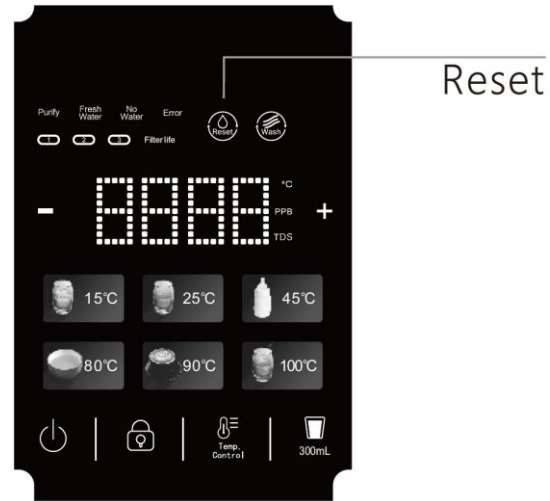 Reset
Purify Fresh Water No Water Error
1 2 3 Filter life
Reset Wash
- 8888 +
°C
PPB
TDS
15°C 25°C 45°C
80°C 90°C 100°C
Temp. Control 300mL